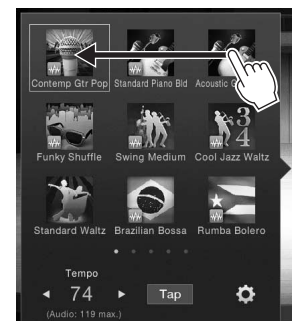 Contemp Gtr Pop Standard Piano Bld Acoustic
3
4
Funky Shuffle Swing Medium Cool Jazz Waltz
Standard Waltz Brazilian Bossa Rumba Bolero
Tempo
74 Tap
(Audio: 119 max.)